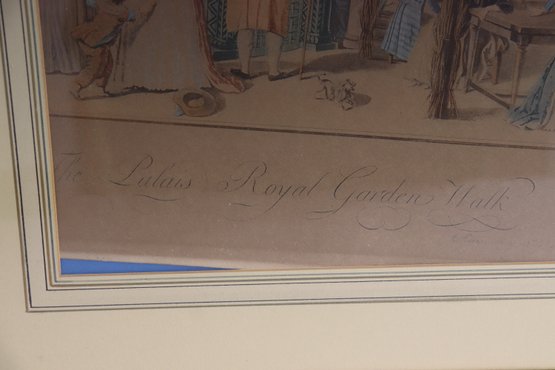 The Palais Royal Garden Walk